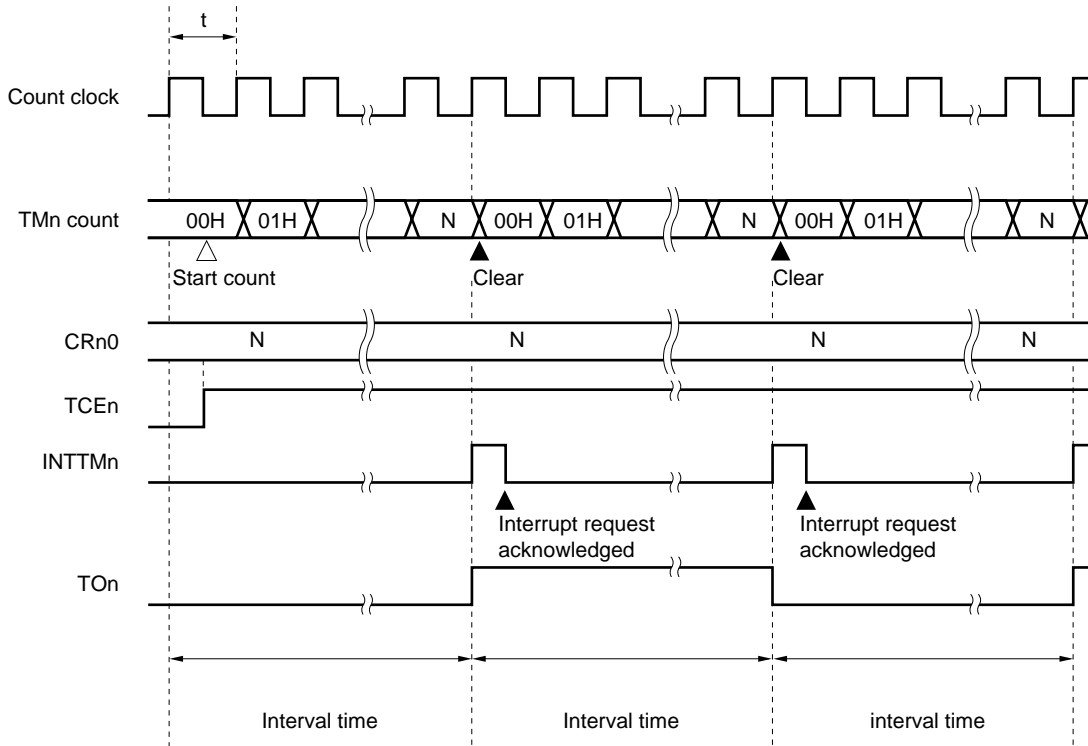 t
Count clock
TMn count
00H 01H N 00H 01H N 00H 01H N
Start count Clear Clear
CRn0 N N N N
TCEn
INTTMn
Interrupt request
acknowledged
Interrupt request
acknowledged
TOn
Interval time Interval time interval time